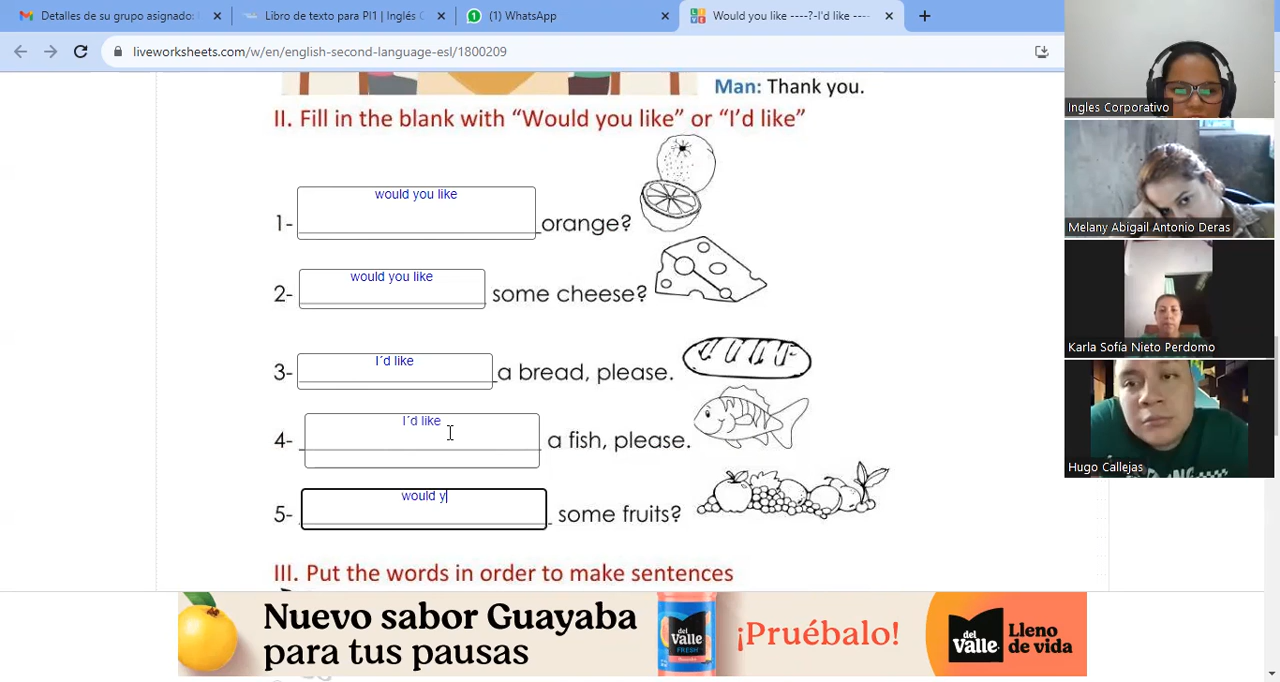 Detalles de su grupo asignado: I
Libro de texto para PI1 | Inglés C
(1) WhatsApp
Would you like ----?-I'd like ----
liveworksheets.com/w/en/english-second-language-esl/1800209
Man: Thank you.
II. Fill in the blank with “Would you like” or “I'd like”
1- would you like orange?
2- would you like some cheese?
3- I´d like a bread, please.
4- I´d like a fish, please.
5- would y some fruits?
III. Put the words in order to make sentences
Nuevo sabor Guayaba
para tus pausas
del Valle
FRESH
¡Pruébalo!
del Valle
Lleno de vida
Ingles Corporativo
Melany Abigail Antonio Deras
Karla Sofía Nieto Perdomo
Hugo Callejas